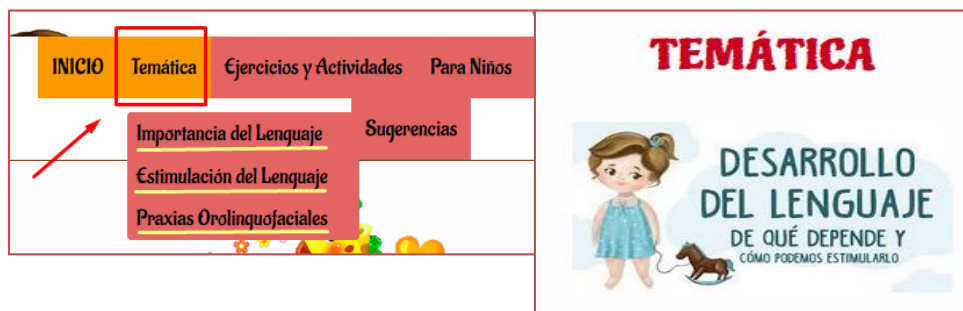 INICIO Temática Ejercicios y Actividades Para Niños
Sugerencias
Importancia del Lenguaje
Estimulación del Lenguaje
Praxias Orolinquofaciales
TEMÁTICA
DESARROLLO
DEL LENGUAJE
DE QUÉ DEPENDE Y
CÓMO PODEMOS ESTIMULARLO